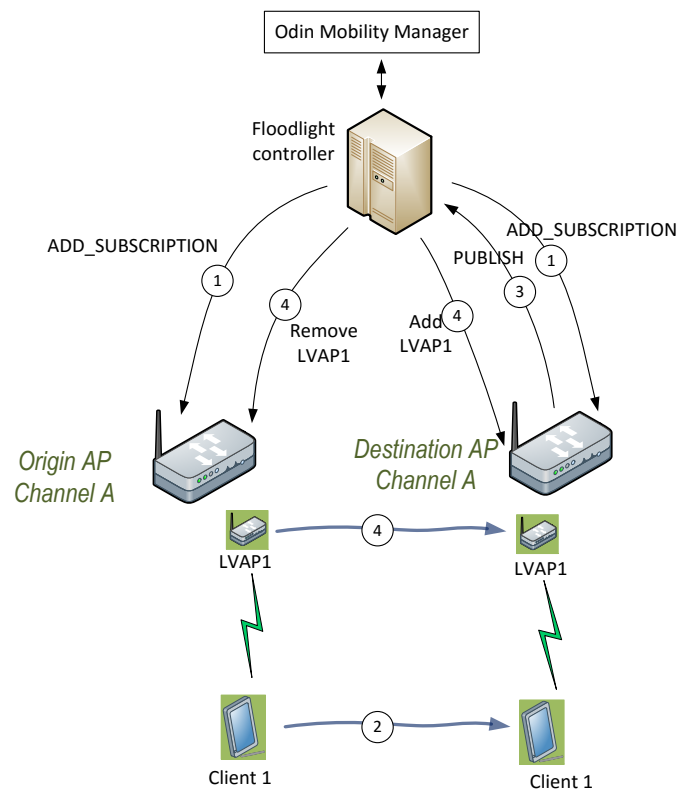 Odin Mobility Manager
Floodlight
controller
ADD_SUBSCRIPTION
1
4
Remove
LVAP1
Add
LVAP1
4
PUBLISH
3
ADD_SUBSCRIPTION
1
Origin AP
Channel A
Destination AP
Channel A
LVAP1
4
LVAP1
Client 1
2
Client 1